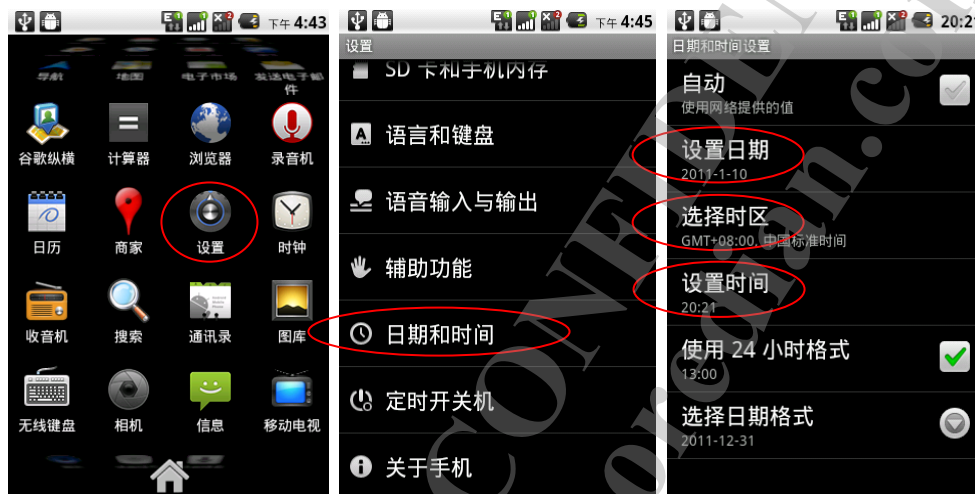 下午 4:43
导航
地图
电子市场
发送电子邮件
谷歌纵横
计算器
浏览器
录音机
日历
商家
设置
时钟
收音机
搜索
通讯录
图库
无线键盘
相机
信息
移动电视
下午 4:45
设置
SD 卡和手机内存
语言和键盘
语音输入与输出
辅助功能
日期和时间
定时开关机
关于手机
20:2
日期和时间设置
自动
使用网络提供的值
设置日期
2011-1-10
选择时区
GMT+08:00, 中国标准时间
设置时间
20:21
使用 24 小时格式
13:00
选择日期格式
2011-12-31